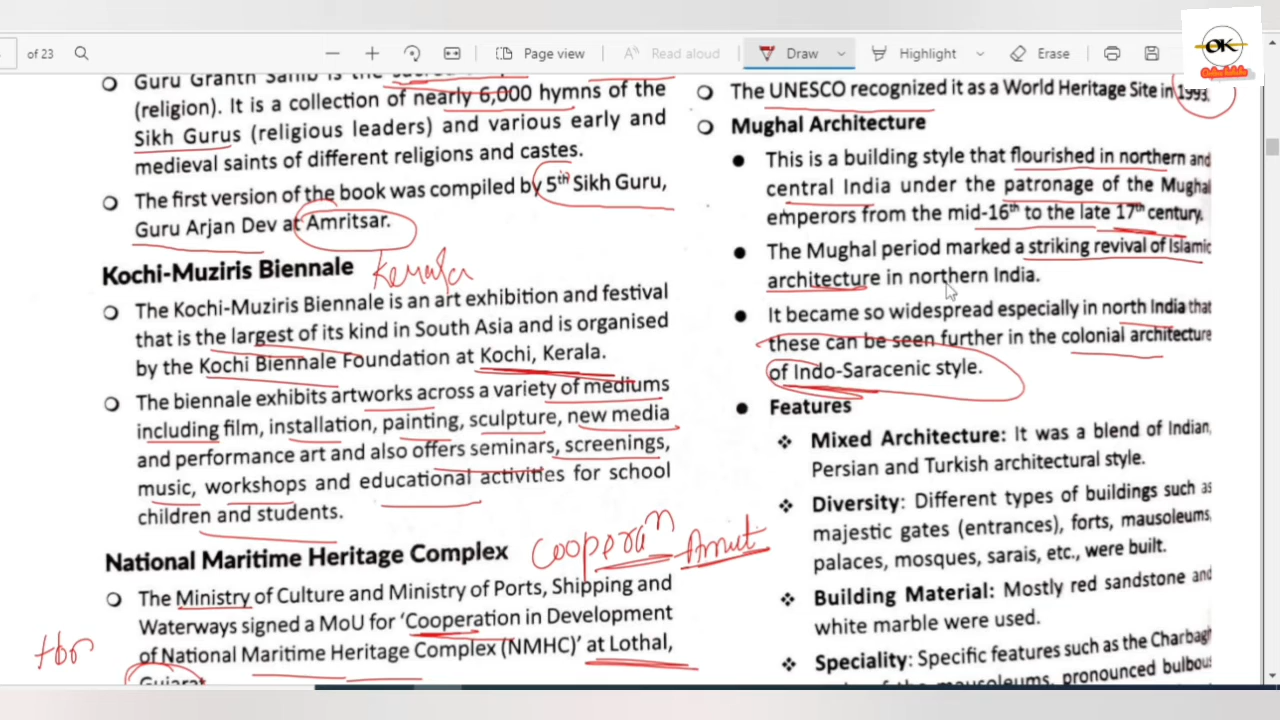 of 23
Page view
Read aloud
Draw
Highlight
Erase
OK
Guru Granth Sahib is the
(religion). It is a collection of nearly 6,000 hymns of the
Sikh Gurus (religious leaders) and various early and
medieval saints of different religions and castes.
The first version of the book was compiled by 5th Sikh Guru,
Guru Arjan Dev at Amritsar.
Kochi-Muziris Biennale Kerala
The Kochi-Muziris Biennale is an art exhibition and festival
that is the largest of its kind in South Asia and is organised
by the Kochi Biennale Foundation at Kochi, Kerala.
The biennale exhibits artworks across a variety of mediums
including film, installation, painting, sculpture, new media
and performance art and also offers seminars, screenings,
music, workshops and educational activities for school
children and students.
National Maritime Heritage Complex
The Ministry of Culture and Ministry of Ports, Shipping and
Waterways signed a MoU for 'Cooperation in Development
of National Maritime Heritage Complex (NMHC)' at Lothal,
Gujarat
The UNESCO recognized it as a World Heritage Site in 1993.
Mughal Architecture
This is a building style that flourished in northern and
central India under the patronage of the Mughal
emperors from the mid-16th to the late 17th century.
The Mughal period marked a striking revival of Islamic
architecture in northern India.
It became so widespread especially in north India that
these can be seen further in the colonial architecture
of Indo-Saracenic style.
Features
Mixed Architecture: It was a blend of Indian,
Persian and Turkish architectural style.
Diversity: Different types of buildings such as
majestic gates (entrances), forts, mausoleums,
palaces, mosques, sarais, etc., were built.
Building Material: Mostly red sandstone and
white marble were used.
Speciality: Specific features such as the Charbagh
mausoleums, pronounced bulbous